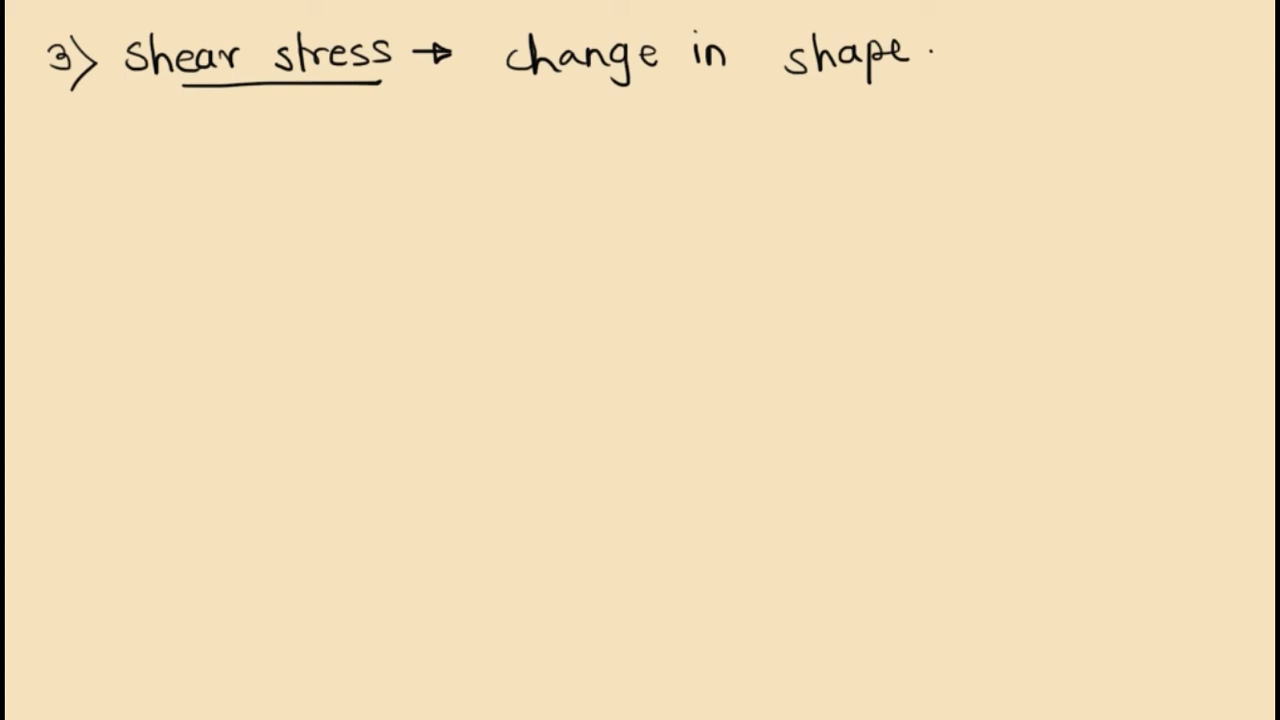 3) Shear stress → change in shape.